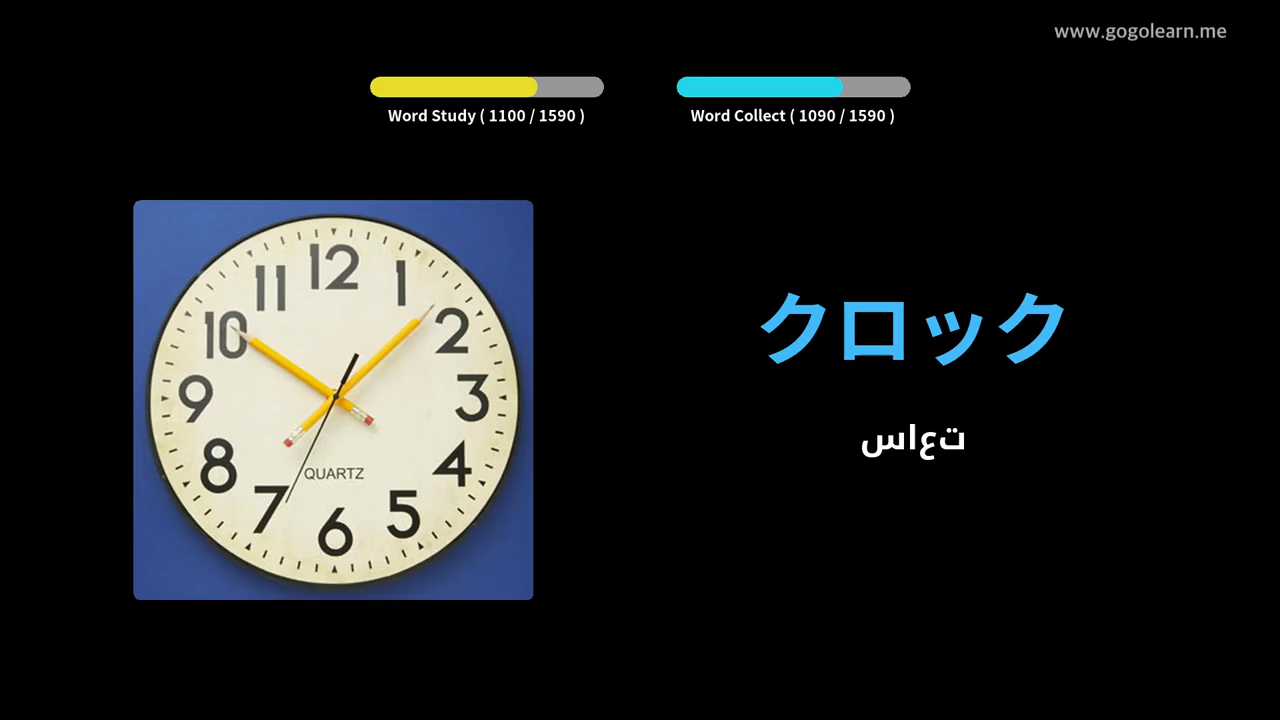 www.gogolearn.me
Word Study ( 1100 / 1590 )
Word Collect ( 1090 / 1590 )
12
11
1
10
2
9
3
8
4
QUARTZ
7
5
6
クロック
تعاس